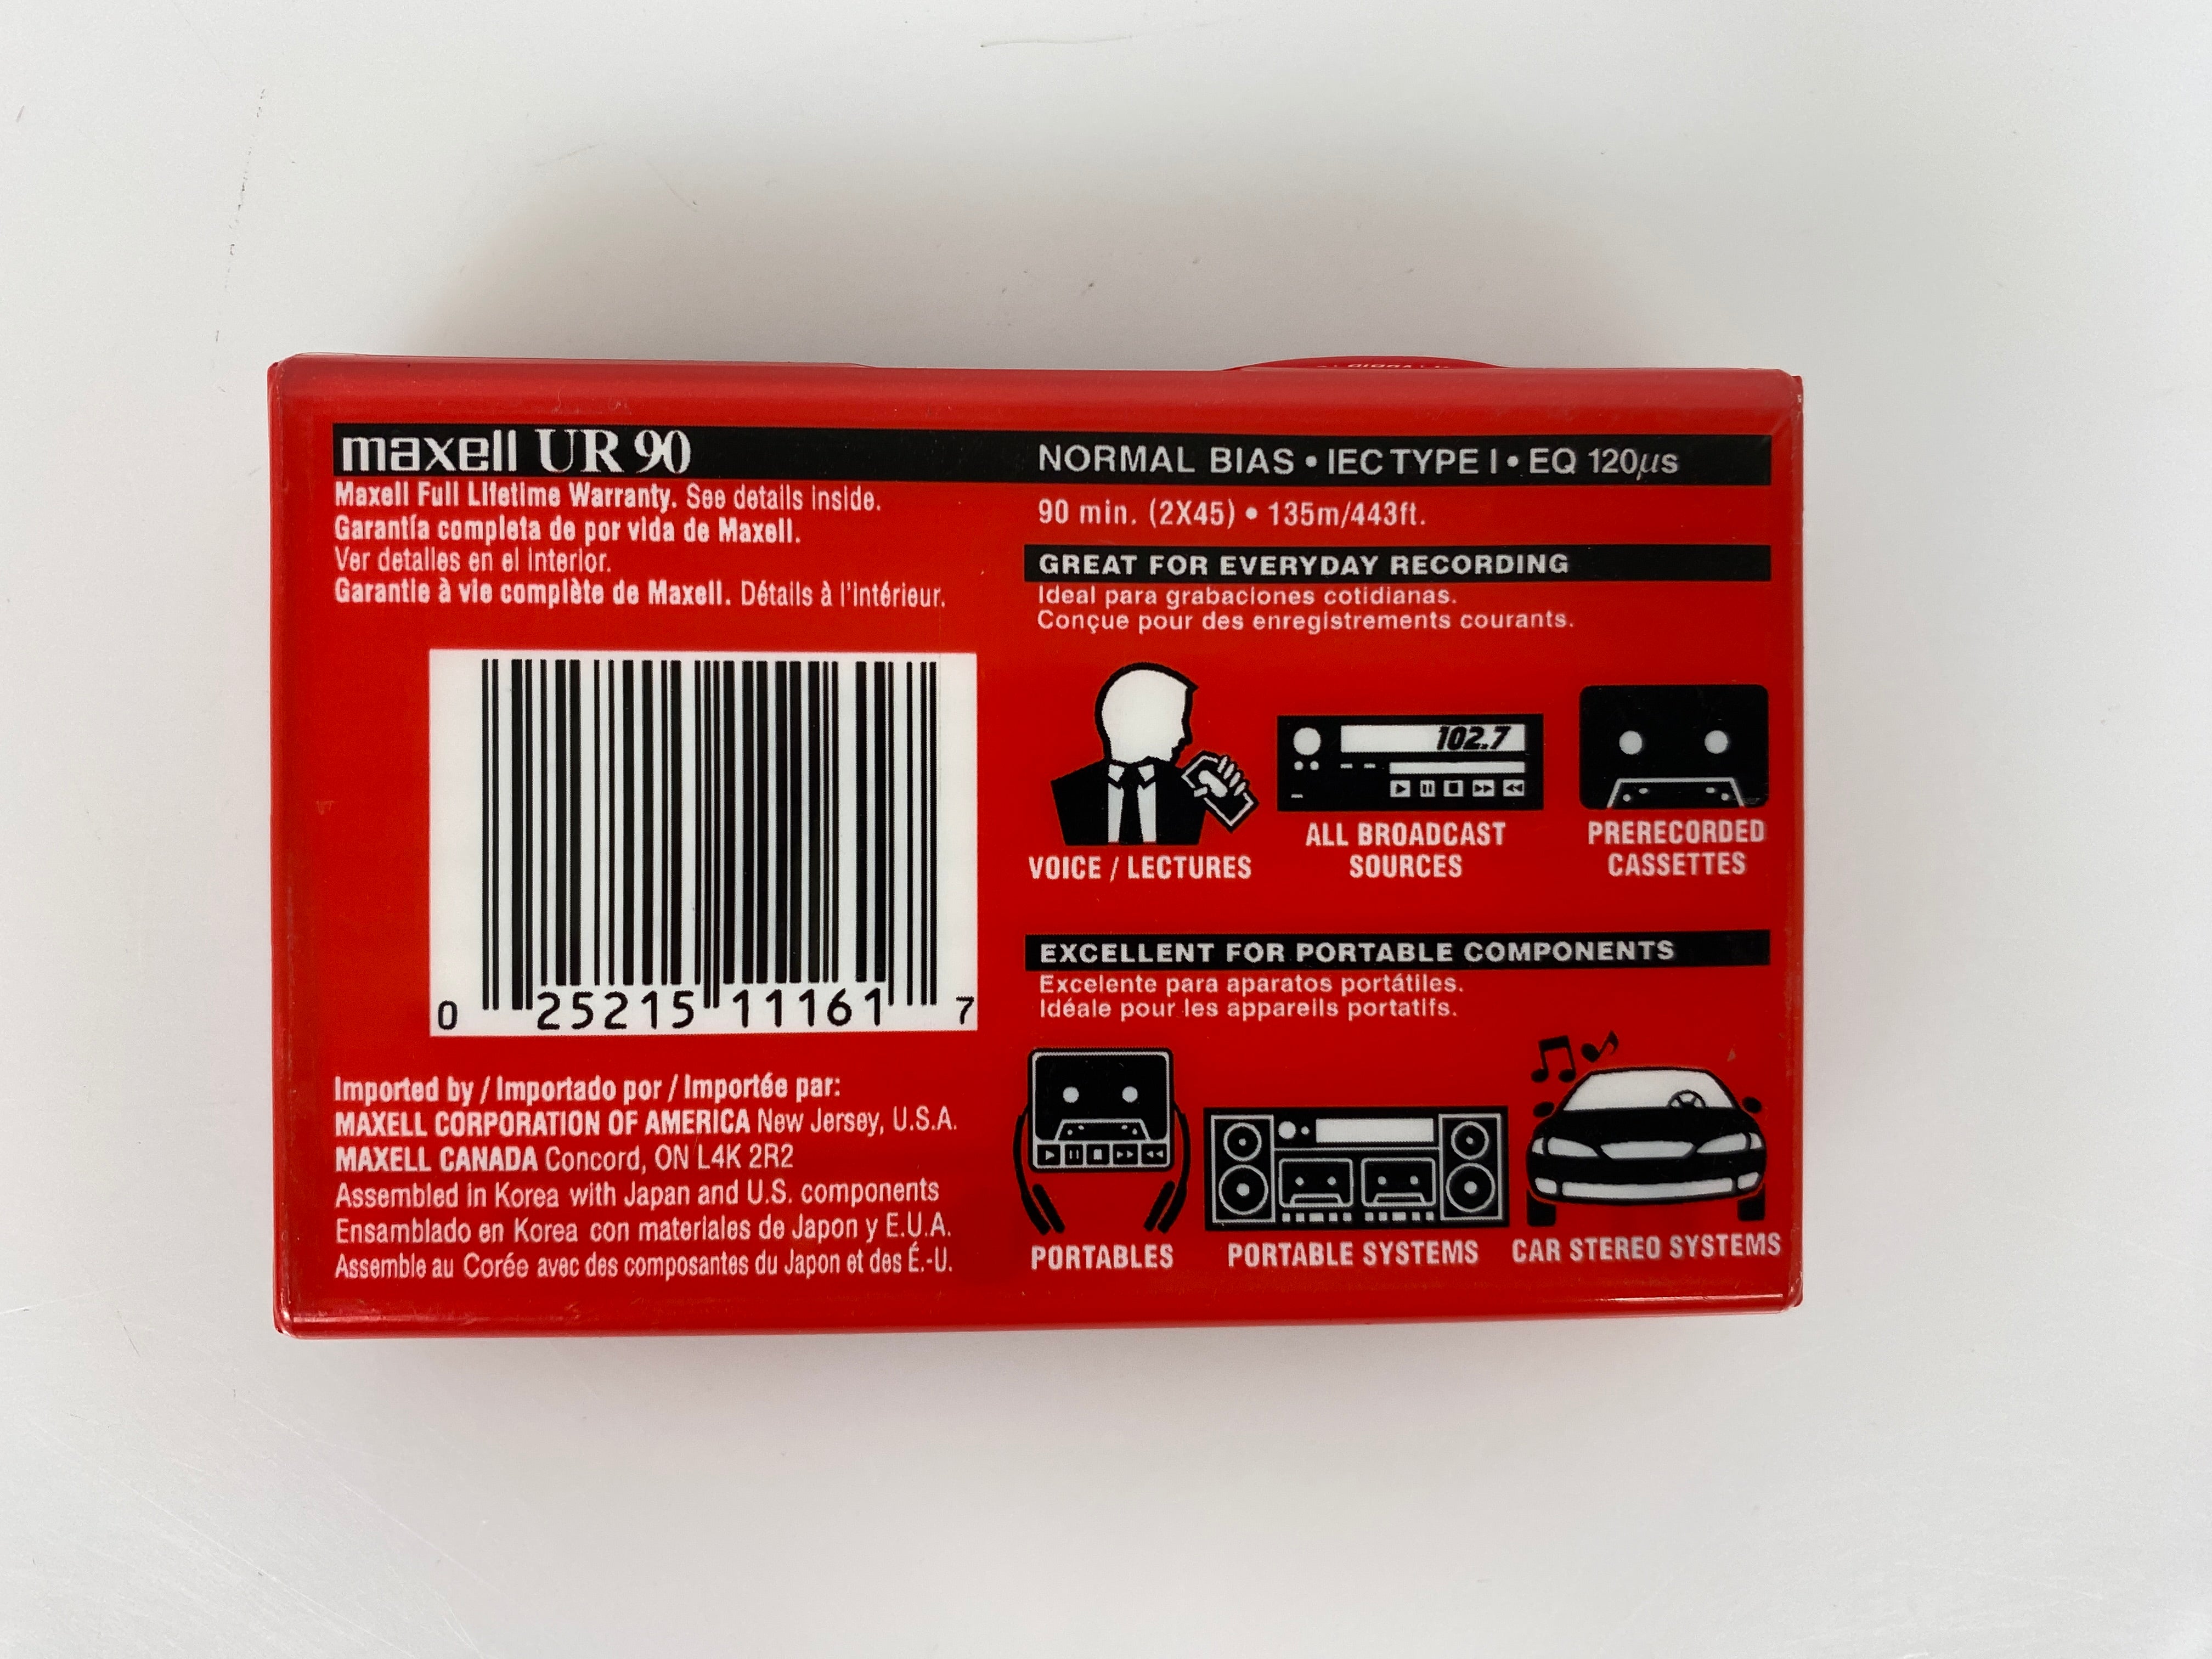 maxell UR 90
Maxell Full Lifetime Warranty. See details inside.
Garantía completa de por vida de Maxell.
Ver detalles en el interior.
Garantie à vie complète de Maxell. Détails à l'intérieur.
0 25215 11161 7
Imported by / Importado por / Importée par:
MAXELL CORPORATION OF AMERICA New Jersey, U.S.A.
MAXELL CANADA Concord, ON L4K 2R2
Assembled in Korea with Japan and U.S. components
Ensamblado en Korea con materiales de Japon y E.U.A.
Assemble au Corée avec des composantes du Japon et des É.-U.
NORMAL BIAS • IEC TYPE I • EQ 120µs
90 min. (2X45) • 135m/443ft.
GREAT FOR EVERYDAY RECORDING
Ideal para grabaciones cotidianas.
Conçue pour des enregistrements courants.
102.7
VOICE / LECTURES
ALL BROADCAST
SOURCES
PRERECORDED
CASSETTES
EXCELLENT FOR PORTABLE COMPONENTS
Excelente para aparatos portátiles.
Idéale pour les appareils portatifs.
PORTABLES
PORTABLE SYSTEMS
CAR STEREO SYSTEMS